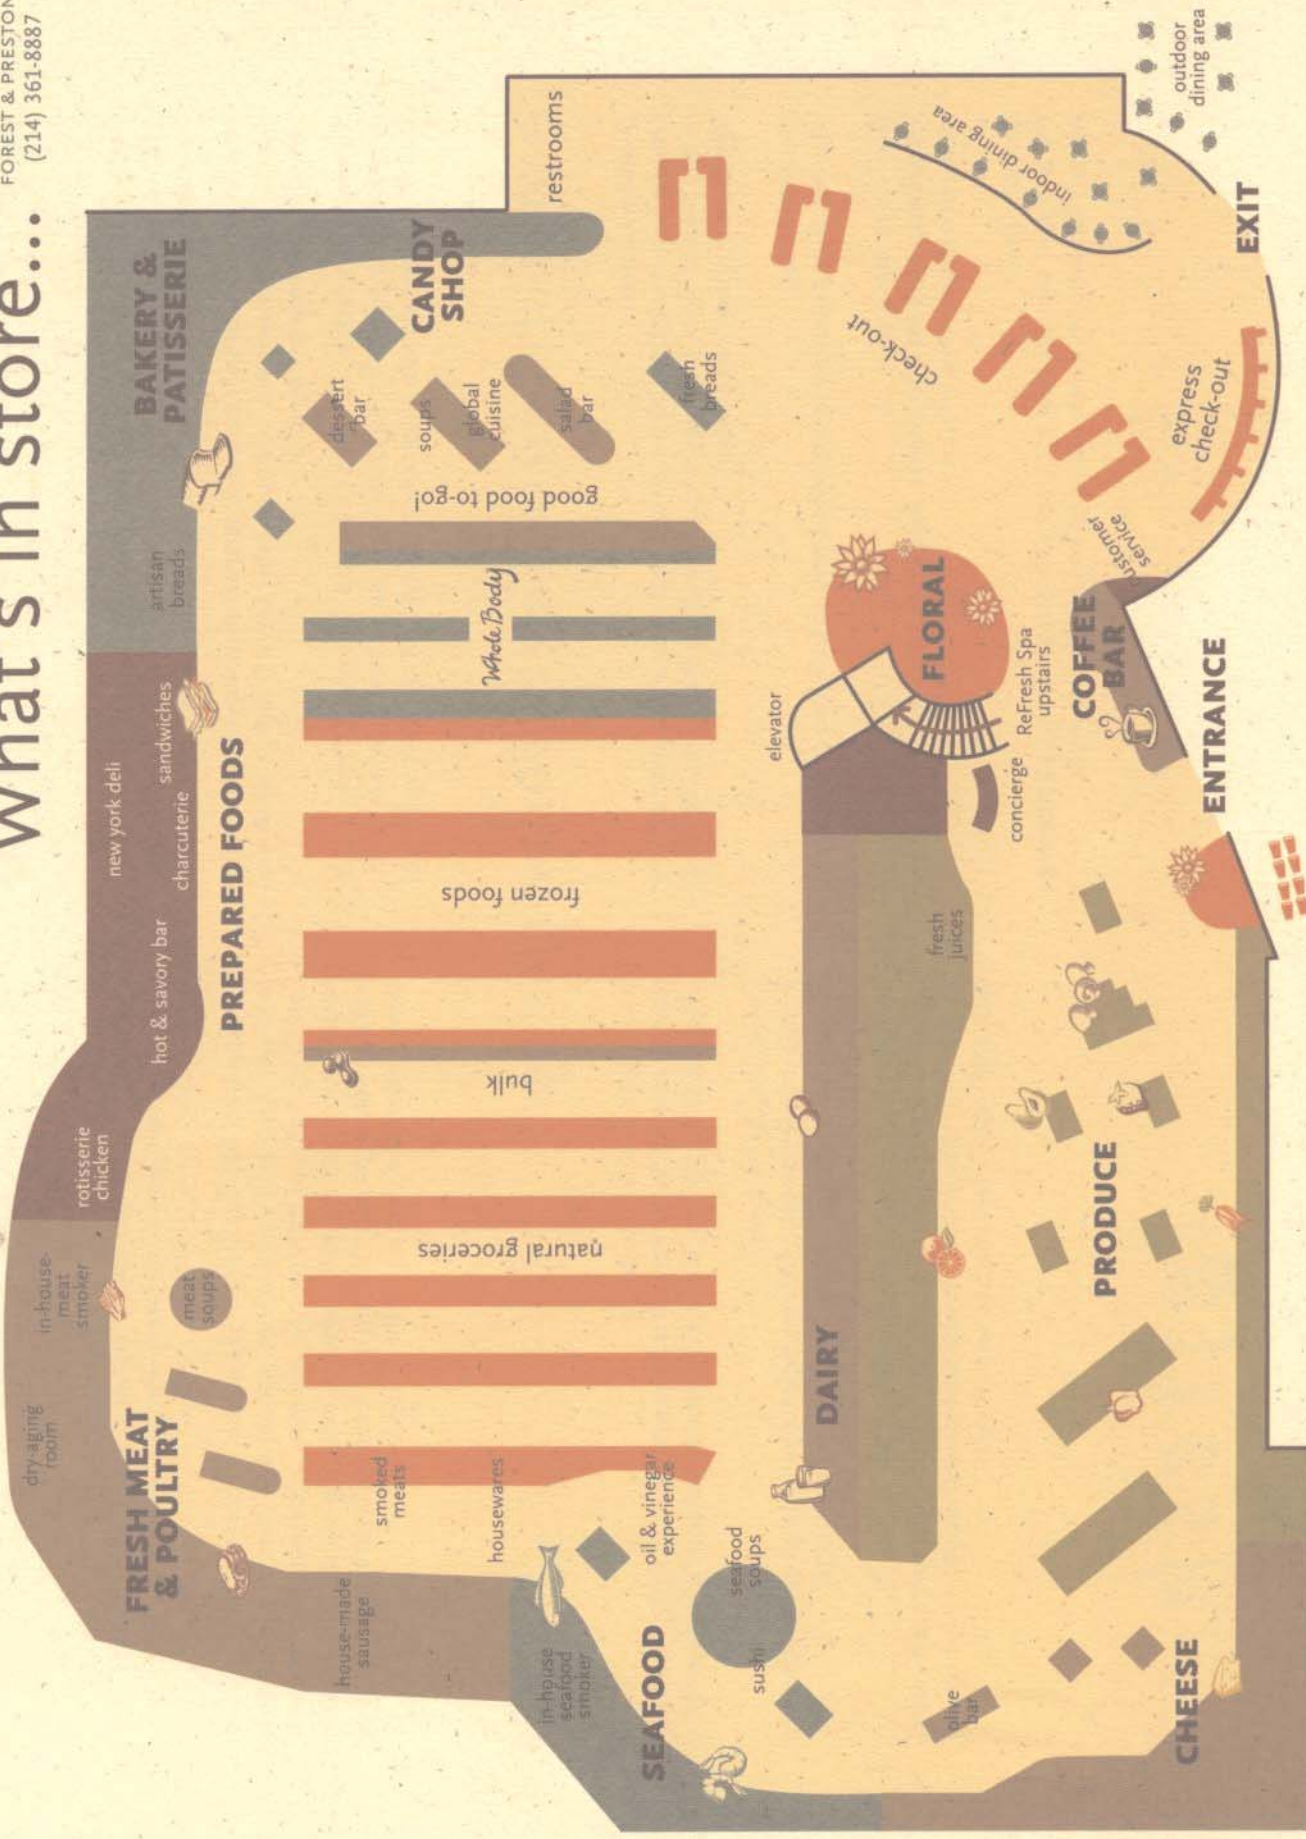 What's in store...
FOREST & PRESTON
(214) 361-8887
dry-aging
room
in-house-
meat
smoker
rotisserie
chicken
new york deli
hot & savory bar
charcuterie
sandwiches
artisan
breads
BAKERY &
PATISSERIE
FRESH MEAT
& POULTRY
meat
soups
PREPARED FOODS
house-made
sausage
smoked
meats
housewares
natural groceries
bulk
frozen foods
Whole Body
good food to-go!
dessert
bar
soups
global
cuisine
salad
bar
CANDY
SHOP
restrooms
in-house
seafood
smoker
SEAFOOD
oil & vinegar
experience
seafood
soups
sushi
fresh
breads
elevator
DAIRY
check-out
olive
bar
fresh
juices
FLORAL
indoor dining area
concierge
ReFresh Spa
upstairs
PRODUCE
COFFEE
BAR
customer
service
express
check-out
outdoor
dining area
CHEESE
ENTRANCE
EXIT